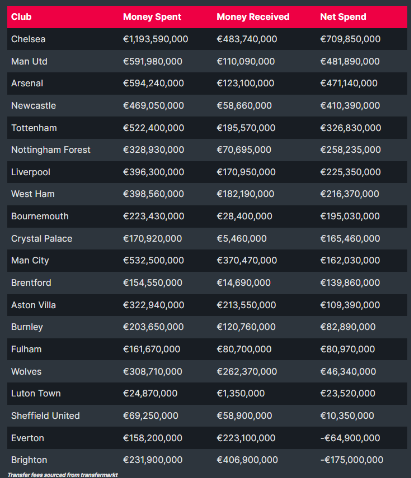 Club Money Spent Money Received Net Spend
Chelsea €1,193,590,000 €483,740,000 €709,850,000
Man Utd €591,980,000 €110,090,000 €481,890,000
Arsenal €594,240,000 €123,100,000 €471,140,000
Newcastle €469,050,000 €58,660,000 €410,390,000
Tottenham €522,400,000 €195,570,000 €326,830,000
Nottingham Forest €328,930,000 €70,695,000 €258,235,000
Liverpool €396,300,000 €170,950,000 €225,350,000
West Ham €398,560,000 €182,190,000 €216,370,000
Bournemouth €223,430,000 €28,400,000 €195,030,000
Crystal Palace €170,920,000 €5,460,000 €165,460,000
Man City €532,500,000 €370,470,000 €162,030,000
Brentford €154,550,000 €14,690,000 €139,860,000
Aston Villa €322,940,000 €213,550,000 €109,390,000
Burnley €203,650,000 €120,760,000 €82,890,000
Fulham €161,670,000 €80,700,000 €80,970,000
Wolves €308,710,000 €262,370,000 €46,340,000
Luton Town €24,870,000 €1,350,000 €23,520,000
Sheffield United €69,250,000 €58,900,000 €10,350,000
Everton €158,200,000 €223,100,000 -€64,900,000
Brighton €231,900,000 €406,900,000 -€175,000,000
Transfer fees sourced from transfermarkt